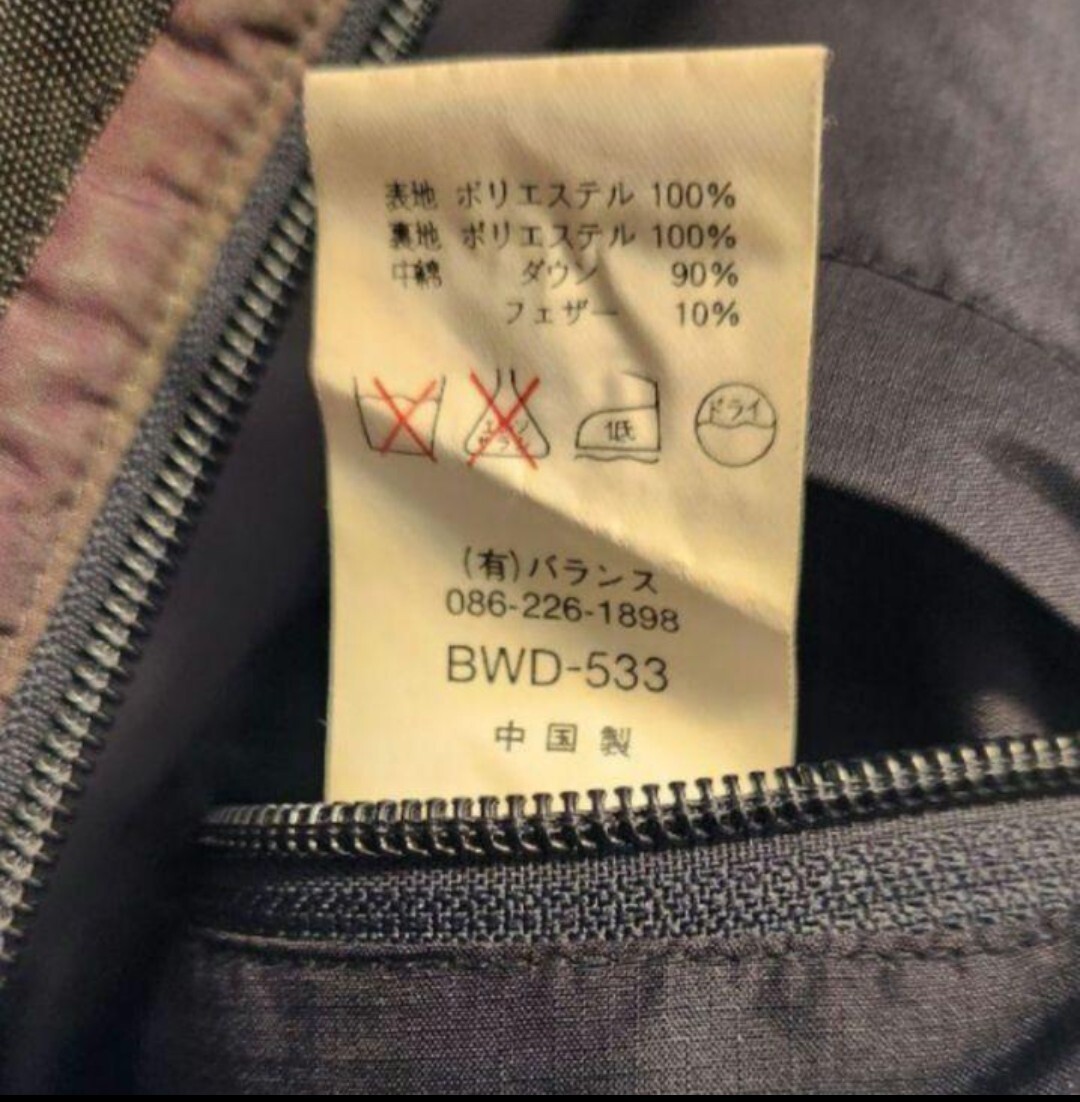 表地 ポリエステル 100%
裏地 ポリエステル 100%
中綿 ダウン 90%
フェザー 10%
低 ドライ
(有)バランス
086-226-1898
BWD-533
中国製